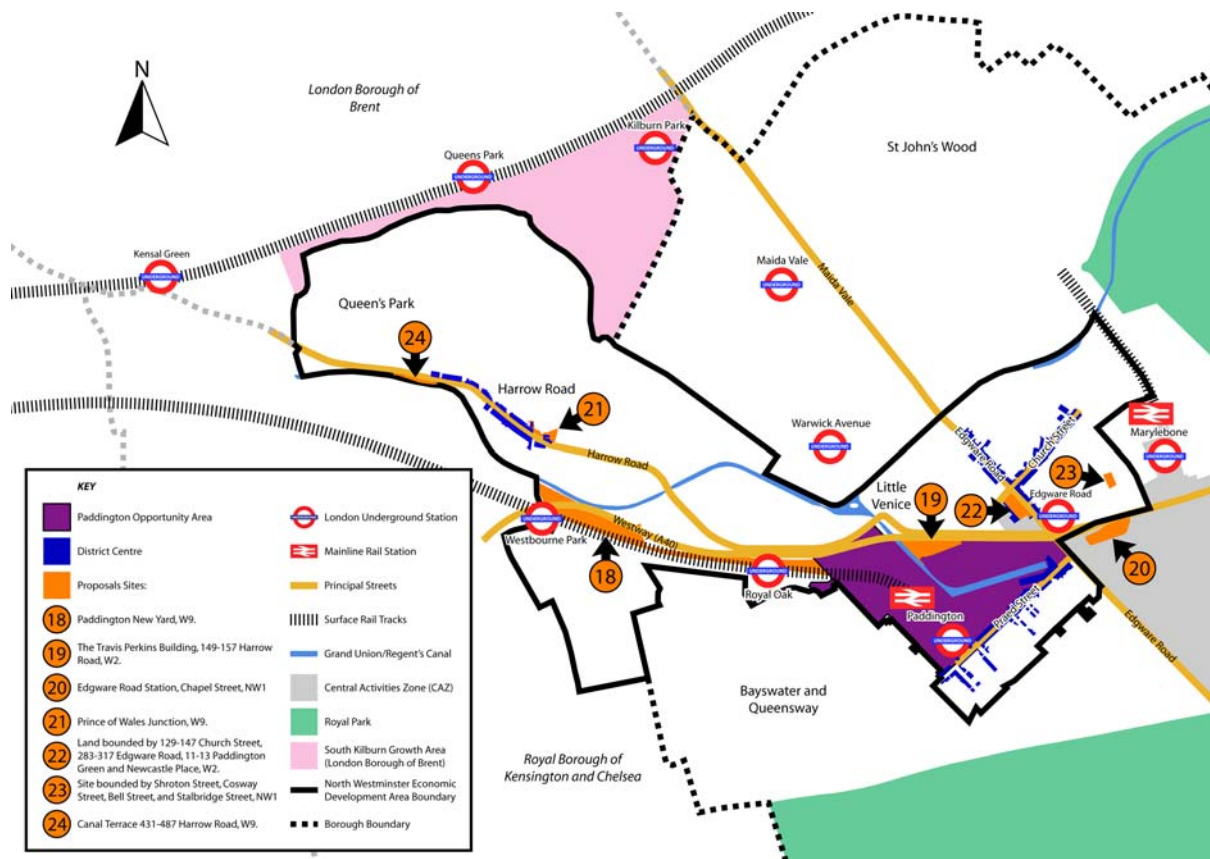 N
London Borough of
Brent
Kilburn Park
UNDERGROUND
St John's Wood
Queens Park
UNDERGROUND
Kensal Green
UNDERGROUND
Maida Vale
UNDERGROUND
Maida Vale
Queen's Park
24
Harrow Road
21
Harrow Road
Warwick Avenue
UNDERGROUND
Edgware Road
Church Street
Marylebone
UNDERGROUND
23
Little
Venice
19
22
Edgware Road
UNDERGROUND
20
UNDERGROUND
Westbourne Park
Westway (A40)
18
UNDERGROUND
Royal Oak
Paddington
UNDERGROUND
Praed Street
Edgware Road
Bayswater and
Queensway
Royal Borough of
Kensington and Chelsea
KEY
Paddington Opportunity Area
District Centre
Proposals Sites:
18 Paddington New Yard, W9.
19 The Travis Perkins Building, 149-157 Harrow
Road, W2.
20 Edgware Road Station, Chapel Street, NW1
21 Prince of Wales Junction, W9.
22 Land bounded by 129-147 Church Street,
283-317 Edgware Road, 11-13 Paddington
Green and Newcastle Place, W2.
23 Site bounded by Shroton Street, Cosway
Street, Bell Street, and Stalbridge Street, NW1
24 Canal Terrace 431-487 Harrow Road, W9.
UNDERGROUND
London Underground Station
Mainline Rail Station
Principal Streets
Surface Rail Tracks
Grand Union/Regent's Canal
Central Activities Zone (CAZ)
Royal Park
South Kilburn Growth Area
(London Borough of Brent)
North Westminster Economic
Development Area Boundary
Borough Boundary